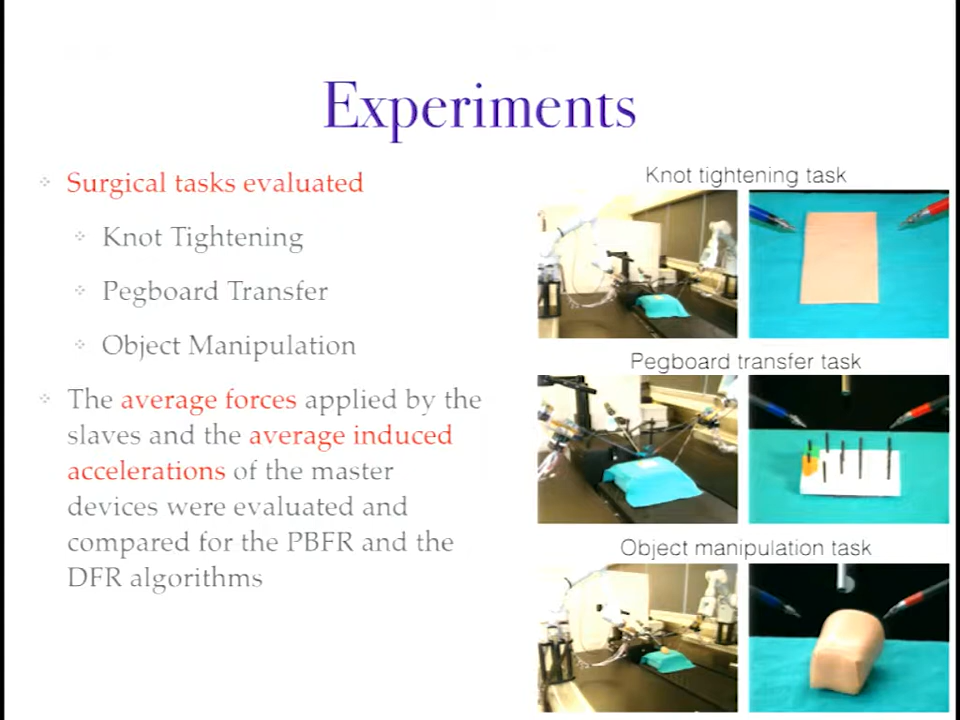 Experiments
Surgical tasks evaluated
Knot Tightening
Pegboard Transfer
Object Manipulation
The average forces applied by the
slaves and the average induced
accelerations of the master
devices were evaluated and
compared for the PBFR and the
DFR algorithms
Knot tightening task
Pegboard transfer task
Object manipulation task